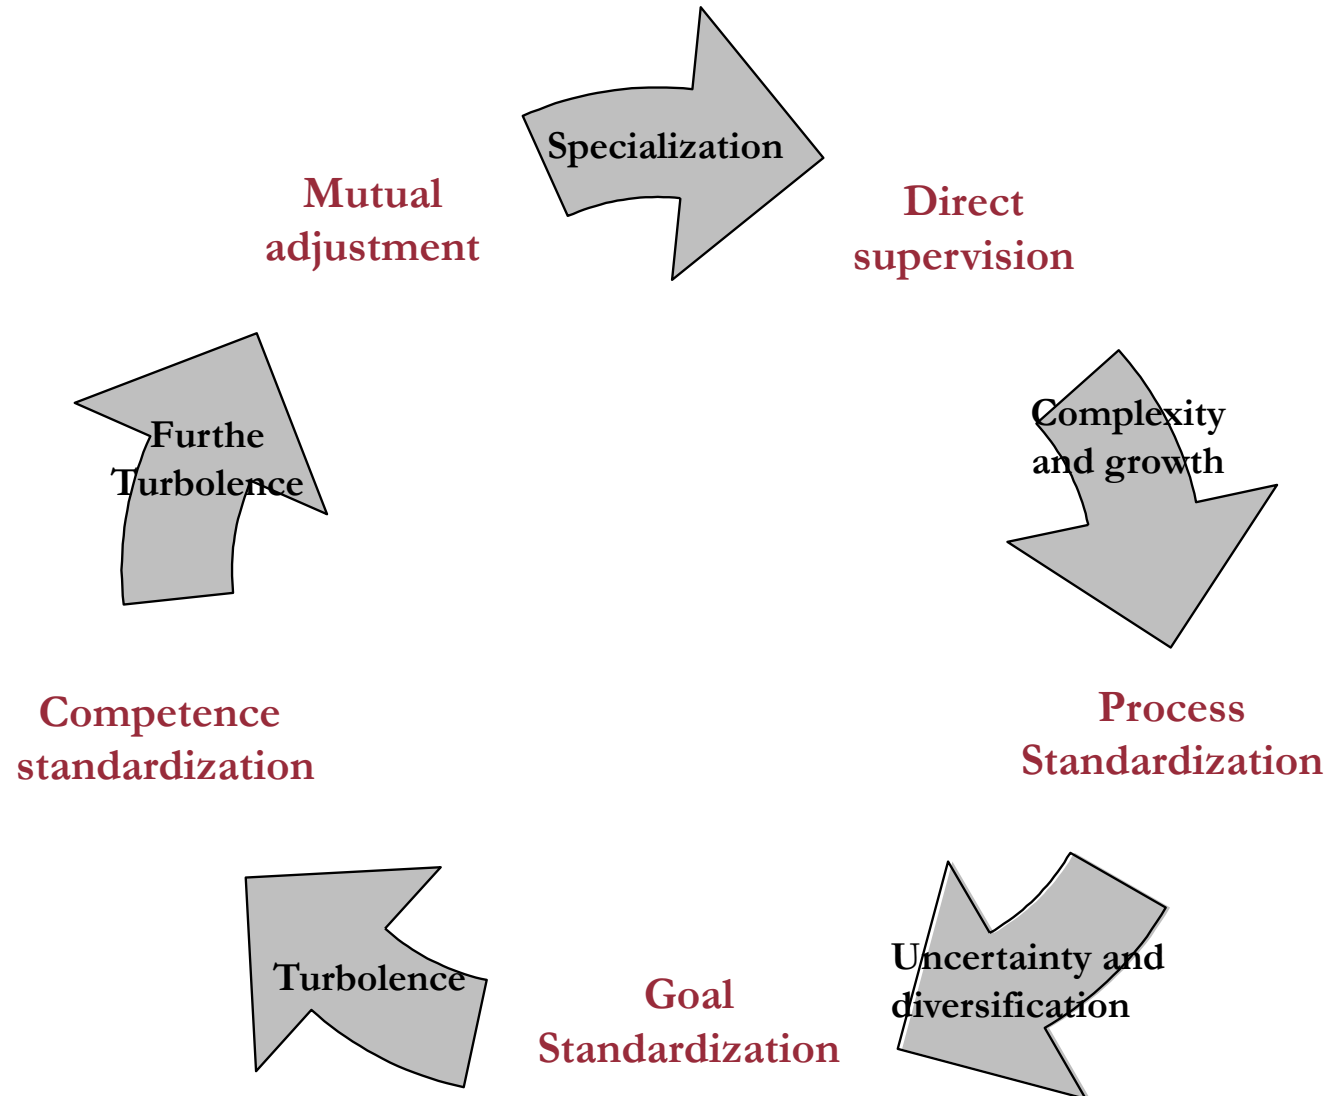 Specialization
Mutual
adjustment
Direct
supervision
Complexity
and growth
Furthe
Turbolence
Process
Standardization
Competence
standardization
Uncertainty and
diversification
Turbolence
Goal
Standardization